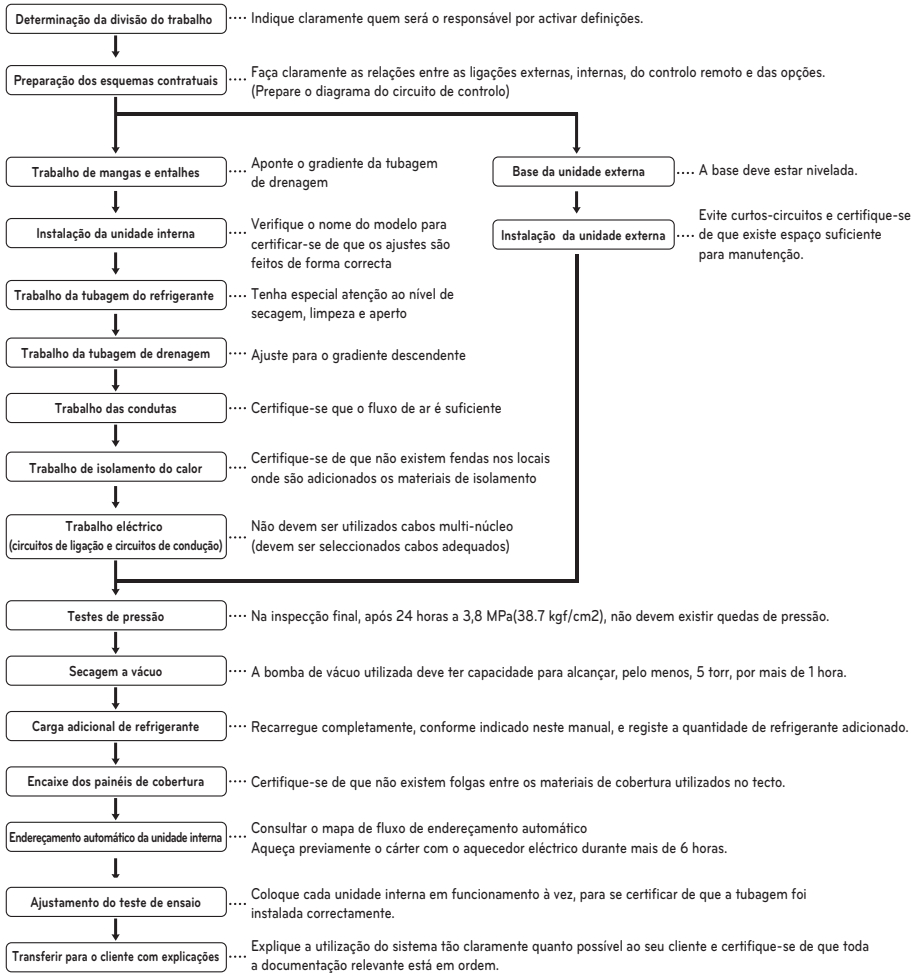 Determinação da divisão do trabalho
···· Indique claramente quem será o responsável por activar definições.
Preparação dos esquemas contratuais
···· Faça claramente as relações entre as ligações externas, internas, do controlo remoto e das opções.
(Prepare o diagrama do circuito de controlo)
Trabalho de mangas e entalhes
···· Aponte o gradiente da tubagem
de drenagem
Base da unidade externa
···· A base deve estar nivelada.
Instalação da unidade interna
···· Verifique o nome do modelo para
certificar-se de que os ajustes são
feitos de forma correcta
Instalação da unidade externa
Evite curtos-circuitos e certifique-se
···· de que existe espaço suficiente
para manutenção.
Trabalho da tubagem do refrigerante
···· Tenha especial atenção ao nível de
secagem, limpeza e aperto
Trabalho da tubagem de drenagem
···· Ajuste para o gradiente descendente
Trabalho das condutas
···· Certifique-se que o fluxo de ar é suficiente
Trabalho de isolamento do calor
···· Certifique-se de que não existem fendas nos locais
onde são adicionados os materiais de isolamento
Trabalho eléctrico
(circuitos de ligação e circuitos de condução)
···· Não devem ser utilizados cabos multi-núcleo
(devem ser seleccionados cabos adequados)
Testes de pressão
···· Na inspecção final, após 24 horas a 3,8 MPa(38.7 kgf/cm2), não devem existir quedas de pressão.
Secagem a vácuo
···· A bomba de vácuo utilizada deve ter capacidade para alcançar, pelo menos, 5 torr, por mais de 1 hora.
Carga adicional de refrigerante
···· Recarregue completamente, conforme indicado neste manual, e registe a quantidade de refrigerante adicionado.
Encaixe dos painéis de cobertura
···· Certifique-se de que não existem folgas entre os materiais de cobertura utilizados no tecto.
Endereçamento automático da unidade interna
···· Consultar o mapa de fluxo de endereçamento automático
Aqueça previamente o cárter com o aquecedor eléctrico durante mais de 6 horas.
Ajustamento do teste de ensaio
···· Coloque cada unidade interna em funcionamento à vez, para se certificar de que a tubagem foi
instalada correctamente.
Transferir para o cliente com explicações
···· Explique a utilização do sistema tão claramente quanto possível ao seu cliente e certifique-se de que toda
a documentação relevante está em ordem.